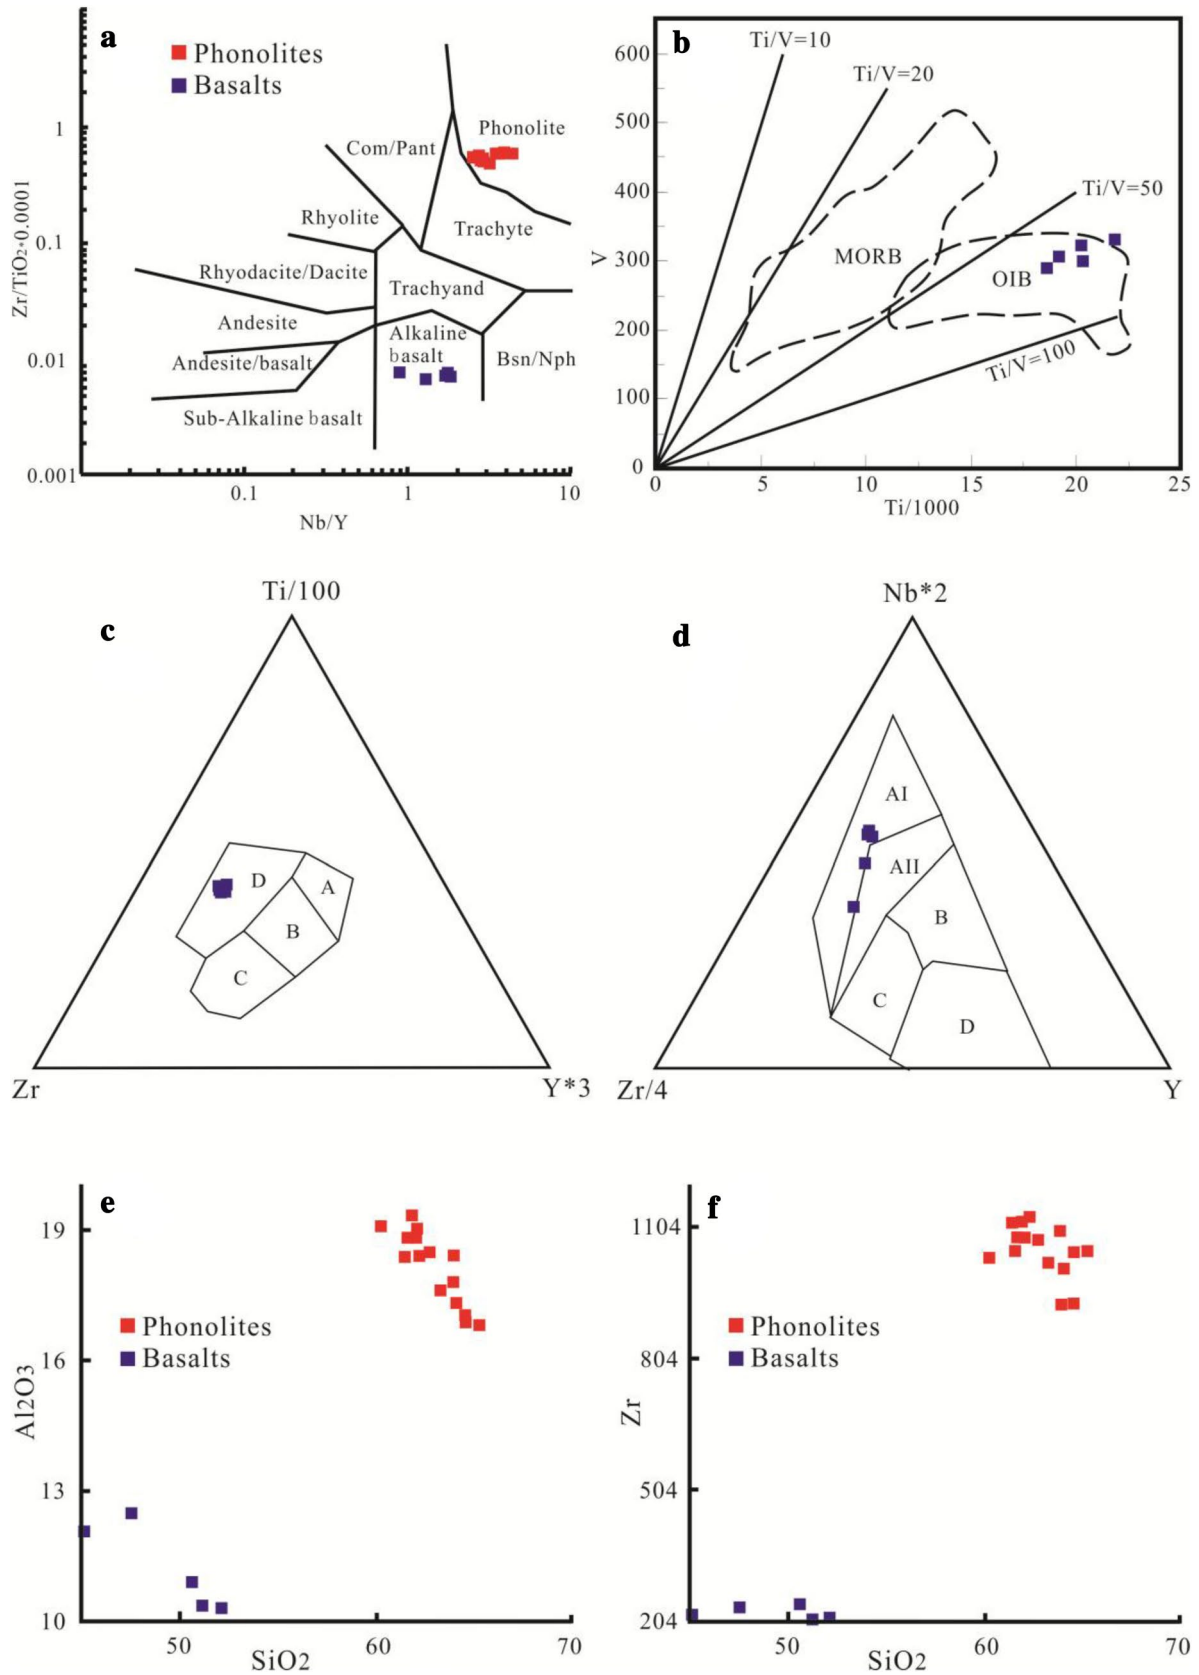 a
Phonolites
Basalts
1
0.1
0.01
0.001
Zr/TiO2*0.0001
Com/Pant
Phonolite
Rhyolite
Trachyte
Rhyodacite/Dacite
Trachyand
Andesite
Alkaline
basalt
Andesite/basalt
Bsn/Nph
Sub-Alkaline basalt
0.1
1
10
Nb/Y
b
Ti/V=10
Ti/V=20
Ti/V=50
Ti/V=100
MORB
OIB
600
500
400
300
200
100
0
V
0
5
10
15
20
25
Ti/1000
c
Ti/100
D
A
B
C
Zr
Y*3
d
Nb*2
AI
AII
B
C
D
Zr/4
Y
e
19
16
13
10
Al2O3
Phonolites
Basalts
50
60
70
SiO2
f
1104
804
504
204
Zr
Phonolites
Basalts
50
60
70
SiO2